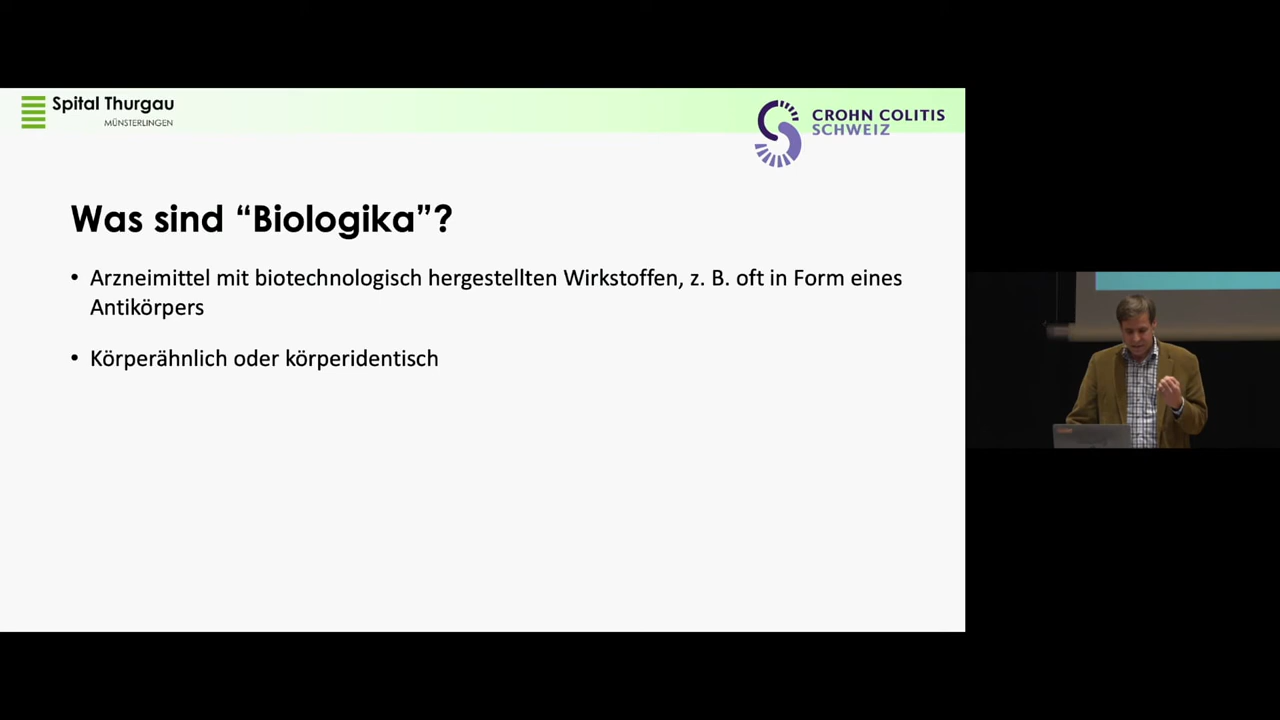 Spital Thurgau
MÜNSTERLINGEN
CROHN COLITIS
SCHWEIZ
Was sind “Biologika”?
• Arzneimittel mit biotechnologisch hergestellten Wirkstoffen, z. B. oft in Form eines
Antikörpers
• Körperähnlich oder körperidentisch